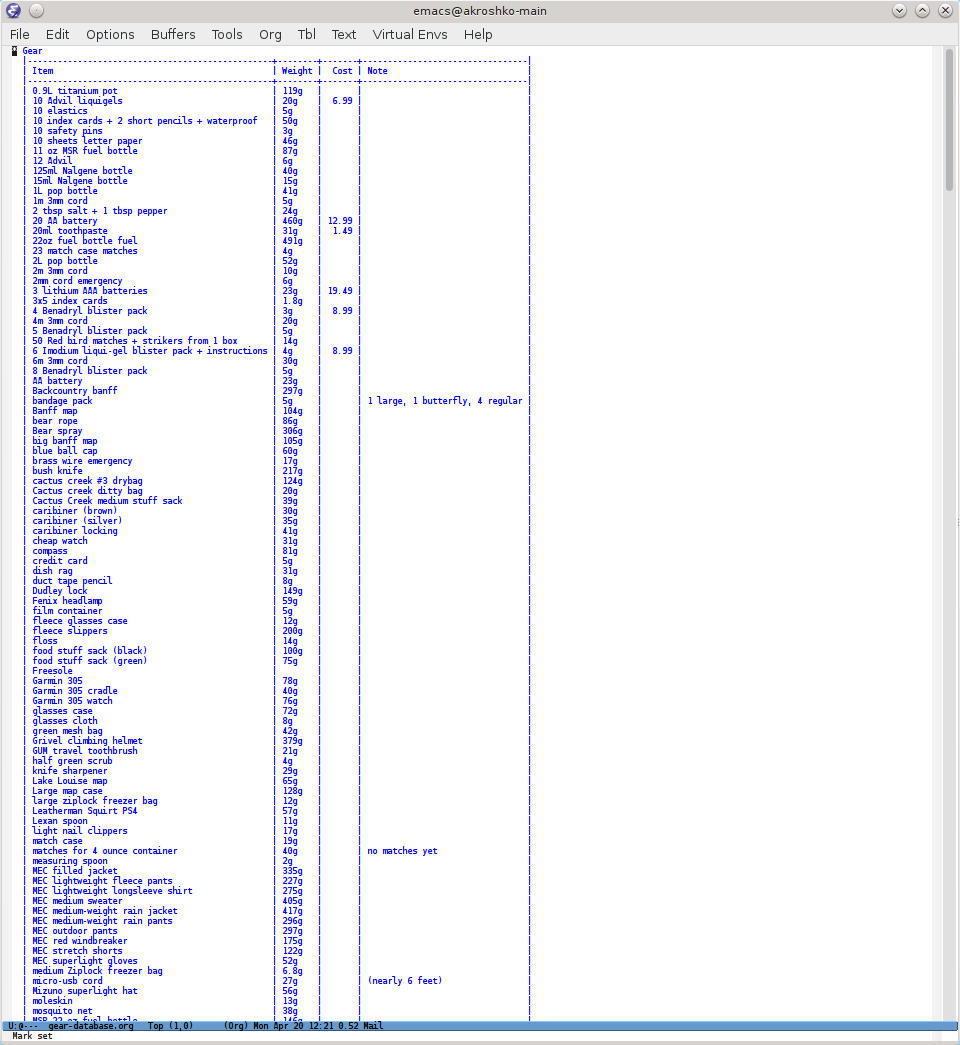 emacs@akroshko-main
File Edit Options Buffers Tools Org Tbl Text Virtual Envs Help
* Gear
| Item | Weight | Cost | Note |
| 0.9L titanium pot | 119g | | |
| 10 Advil liquigels | 20g | 6.99 | |
| 10 elastics | 5g | | |
| 10 index cards + 2 short pencils + waterproof | 50g | | |
| 10 safety pins | 3g | | |
| 10 sheets letter paper | 46g | | |
| 11 oz MSR fuel bottle | 87g | | |
| 12 Advil | 6g | | |
| 125ml Nalgene bottle | 40g | | |
| 15ml Nalgene bottle | 15g | | |
| 1L pop bottle | 41g | | |
| 1m 3mm cord | 5g | | |
| 2 tbsp salt + 1 tbsp pepper | 24g | | |
| 20 AA battery | 460g | 12.99 | |
| 20ml toothpaste | 31g | 1.49 | |
| 22oz fuel bottle fuel | 491g | | |
| 23 match case matches | 4g | | |
| 2L pop bottle | 52g | | |
| 2m 3mm cord | 10g | | |
| 2mm cord emergency | 6g | | |
| 3 lithium AAA batteries | 23g | 19.49 | |
| 3x5 index cards | 1.8g | | |
| 4 Benadryl blister pack | 3g | 8.99 | |
| 4m 3mm cord | 20g | | |
| 5 Benadryl blister pack | 5g | | |
| 50 Red bird matches + strikers from 1 box | 14g | | |
| 6 Imodium liqui-gel blister pack + instructions | 4g | 8.99 | |
| 6m 3mm cord | 30g | | |
| 8 Benadryl blister pack | 5g | | |
| AA battery | 23g | | |
| Backcountry banff | 297g | | |
| bandage pack | 5g | | 1 large, 1 butterfly, 4 regular |
| Banff map | 104g | | |
| bear rope | 86g | | |
| Bear spray | 306g | | |
| big banff map | 105g | | |
| blue ball cap | 60g | | |
| brass wire emergency | 17g | | |
| bush knife | 217g | | |
| cactus creek #3 drybag | 124g | | |
| Cactus creek ditty bag | 20g | | |
| Cactus Creek medium stuff sack | 39g | | |
| caribiner (brown) | 30g | | |
| caribiner (silver) | 35g | | |
| caribiner locking | 41g | | |
| cheap watch | 31g | | |
| compass | 81g | | |
| credit card | 5g | | |
| dish rag | 31g | | |
| duct tape pencil | 8g | | |
| Dudley lock | 149g | | |
| Fenix headlamp | 59g | | |
| film container | 5g | | |
| fleece glasses case | 12g | | |
| fleece slippers | 200g | | |
| floss | 14g | | |
| food stuff sack (black) | 100g | | |
| food stuff sack (green) | 75g | | |
| Freesole | | | |
| Garmin 305 | 78g | | |
| Garmin 305 cradle | 40g | | |
| Garmin 305 watch | 76g | | |
| glasses case | 72g | | |
| glasses cloth | 8g | | |
| green mesh bag | 42g | | |
| Grivel climbing helmet | 379g | | |
| GUM travel toothbrush | 21g | | |
| half green scrub | 4g | | |
| knife sharpener | 29g | | |
| Lake Louise map | 65g | | |
| Large map case | 128g | | |
| large ziplock freezer bag | 12g | | |
| Leatherman Squirt PS4 | 57g | | |
| Lexan spoon | 11g | | |
| light nail clippers | 17g | | |
| match case | 19g | | |
| matches for 4 ounce container | 40g | | no matches yet |
| measuring spoon | 2g | | |
| MEC filled jacket | 335g | | |
| MEC lightweight fleece pants | 227g | | |
| MEC lightweight longsleeve shirt | 275g | | |
| MEC medium sweater | 405g | | |
| MEC medium-weight rain jacket | 417g | | |
| MEC medium-weight rain pants | 296g | | |
| MEC outdoor pants | 297g | | |
| MEC red windbreaker | 175g | | |
| MEC stretch shorts | 122g | | |
| MEC superlight gloves | 52g | | |
| medium Ziplock freezer bag | 6.8g | | |
| micro-usb cord | 27g | | (nearly 6 feet) |
| Mizuno superlight hat | 56g | | |
| moleskin | 13g | | |
| mosquito net | 38g | | |
| MSR 22 oz fuel bottle | 146g | | |
U:@--- gear-database.org Top (1,0) (Org) Mon Apr 20 12:21 0.52 Mail
Mark set